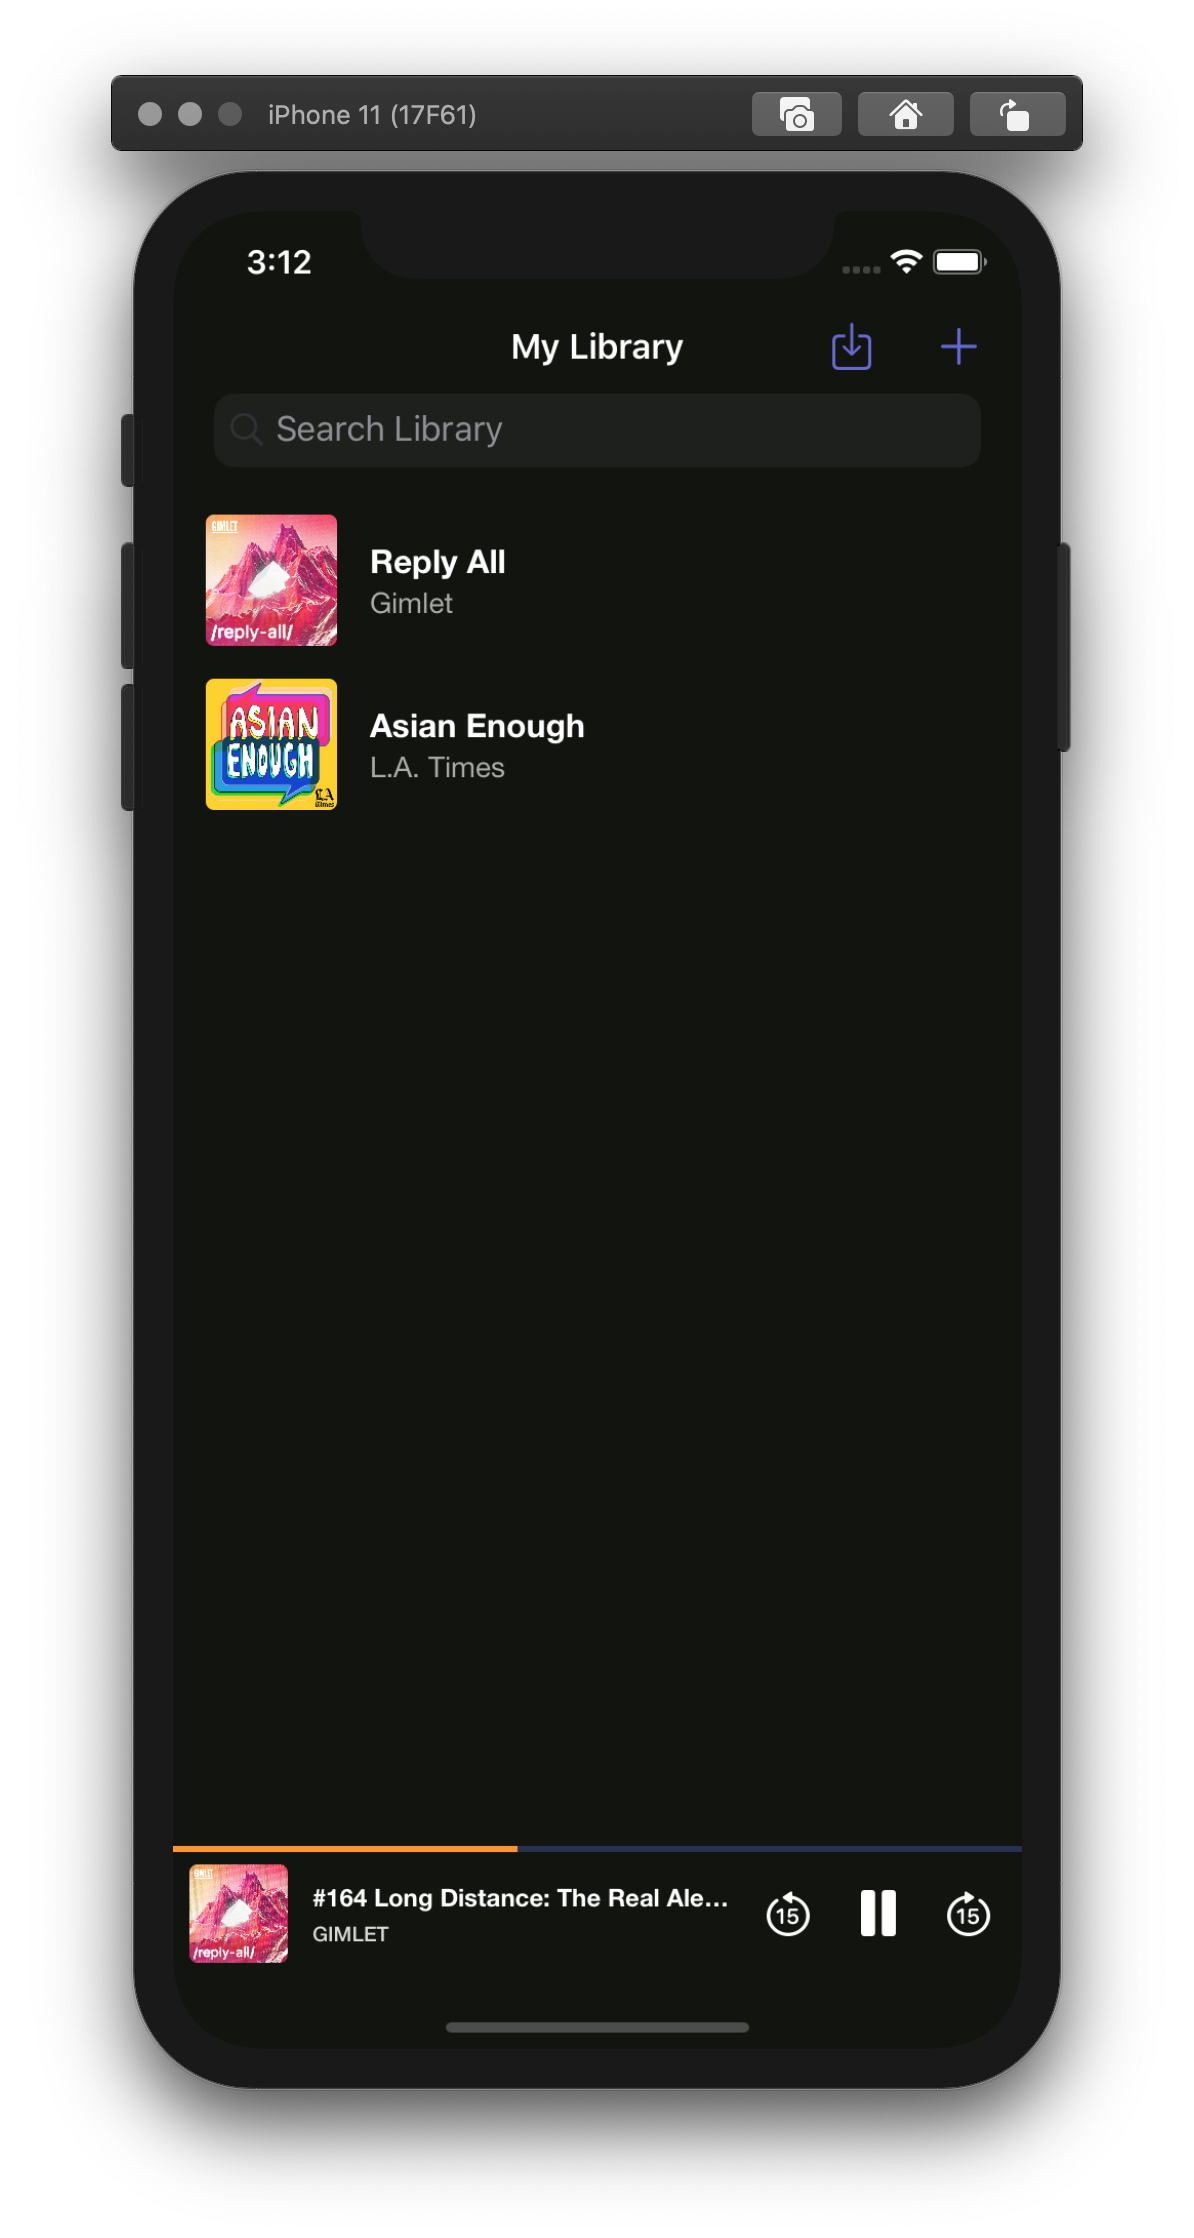 iPhone 11 (17F61)
3:12
My Library
Search Library
GIMLET
/reply-all/
Reply All
Gimlet
ASIAN
ENOUGH
LA
Times
Asian Enough
L.A. Times
GIMLET
/reply-all/
#164 Long Distance: The Real Ale...
GIMLET
15
15